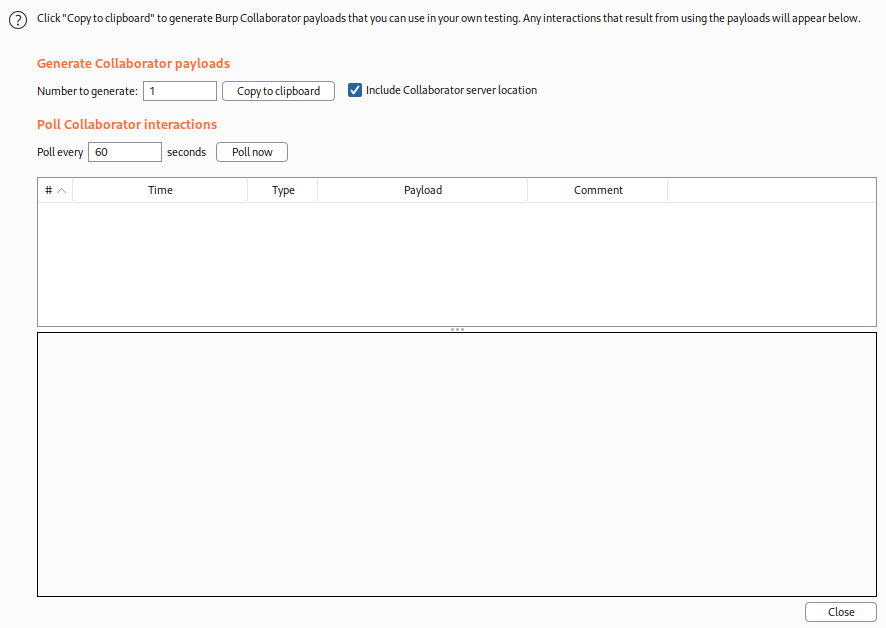 Click "Copy to clipboard" to generate Burp Collaborator payloads that you can use in your own testing. Any interactions that result from using the payloads will appear below.
Generate Collaborator payloads
Number to generate: 1 Copy to clipboard Include Collaborator server location
Poll Collaborator interactions
Poll every 60 seconds Poll now
# Time Type Payload Comment
Close